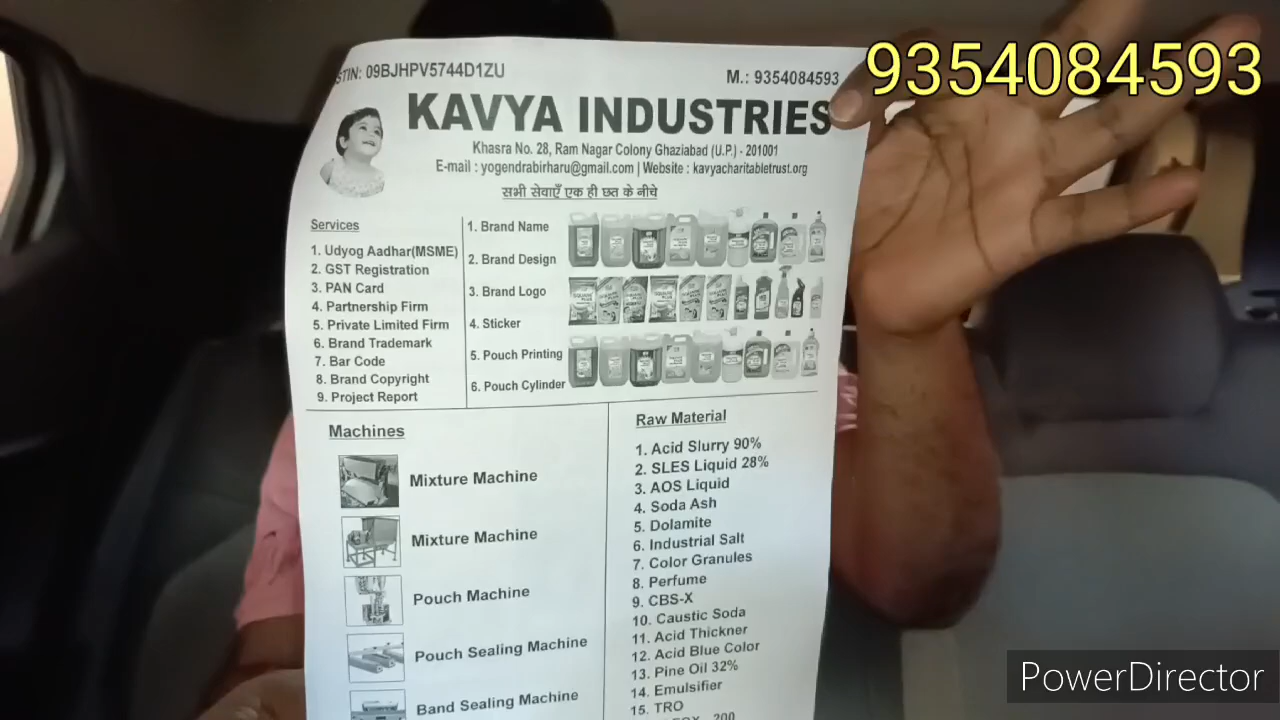 9354084593
STIN: 09BJHPV5744D1ZU
M.: 9354084593
KAVYA INDUSTRIES
Khasra No. 28, Ram Nagar Colony Ghaziabad (U.P.) - 201001
E-mail : yogendrabirharu@gmail.com | Website : kavyacharitabletrust.org
सभी सेवाएँ एक ही छत के नीचे
Services
1. Udyog Aadhar(MSME)
2. GST Registration
3. PAN Card
4. Partnership Firm
5. Private Limited Firm
6. Brand Trademark
7. Bar Code
8. Brand Copyright
9. Project Report
1. Brand Name
2. Brand Design
3. Brand Logo
4. Sticker
5. Pouch Printing
6. Pouch Cylinder
Machines
Mixture Machine
Mixture Machine
Pouch Machine
Pouch Sealing Machine
Band Sealing Machine
Raw Material
1. Acid Slurry 90%
2. SLES Liquid 28%
3. AOS Liquid
4. Soda Ash
5. Dolamite
6. Industrial Salt
7. Color Granules
8. Perfume
9. CBS-X
10. Caustic Soda
11. Acid Thickner
12. Acid Blue Color
13. Pine Oil 32%
14. Emulsifier
15. TRO
200
PowerDirector